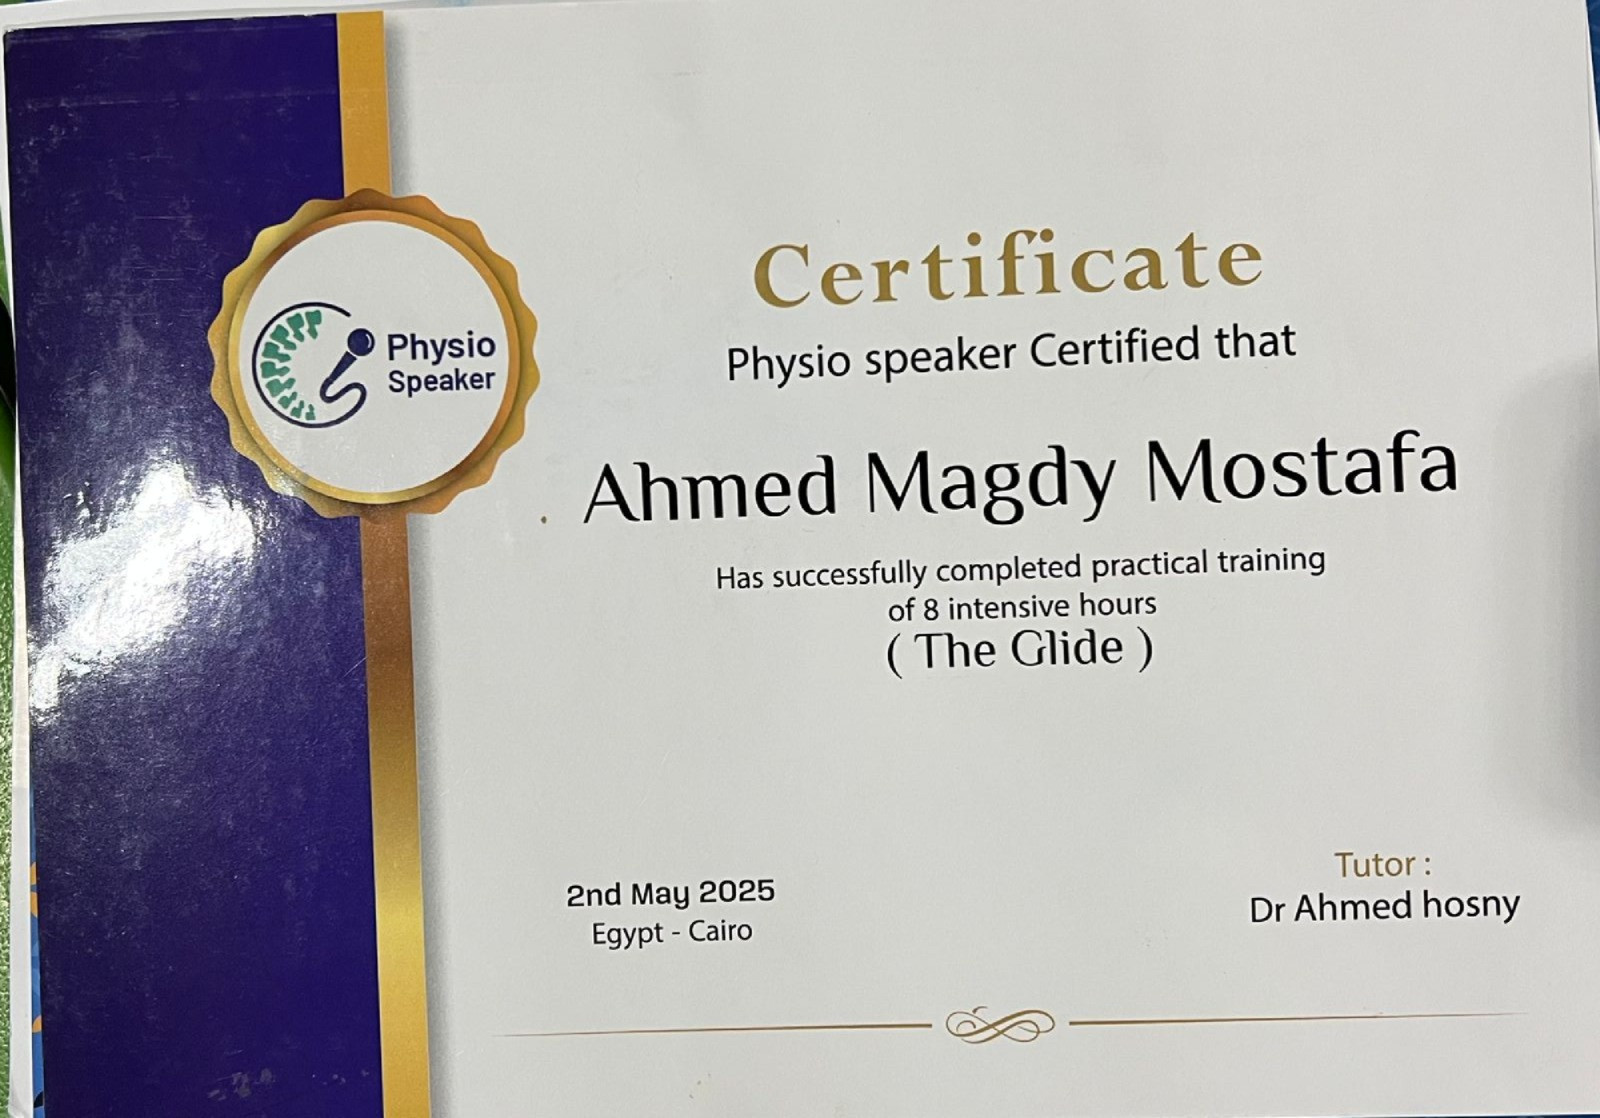 Physio
Speaker
Certificate
Physio speaker Certified that
Ahmed Magdy Mostafa
Has successfully completed practical training
of 8 intensive hours
( The Glide )
2nd May 2025
Egypt - Cairo
Tutor :
Dr Ahmed hosny